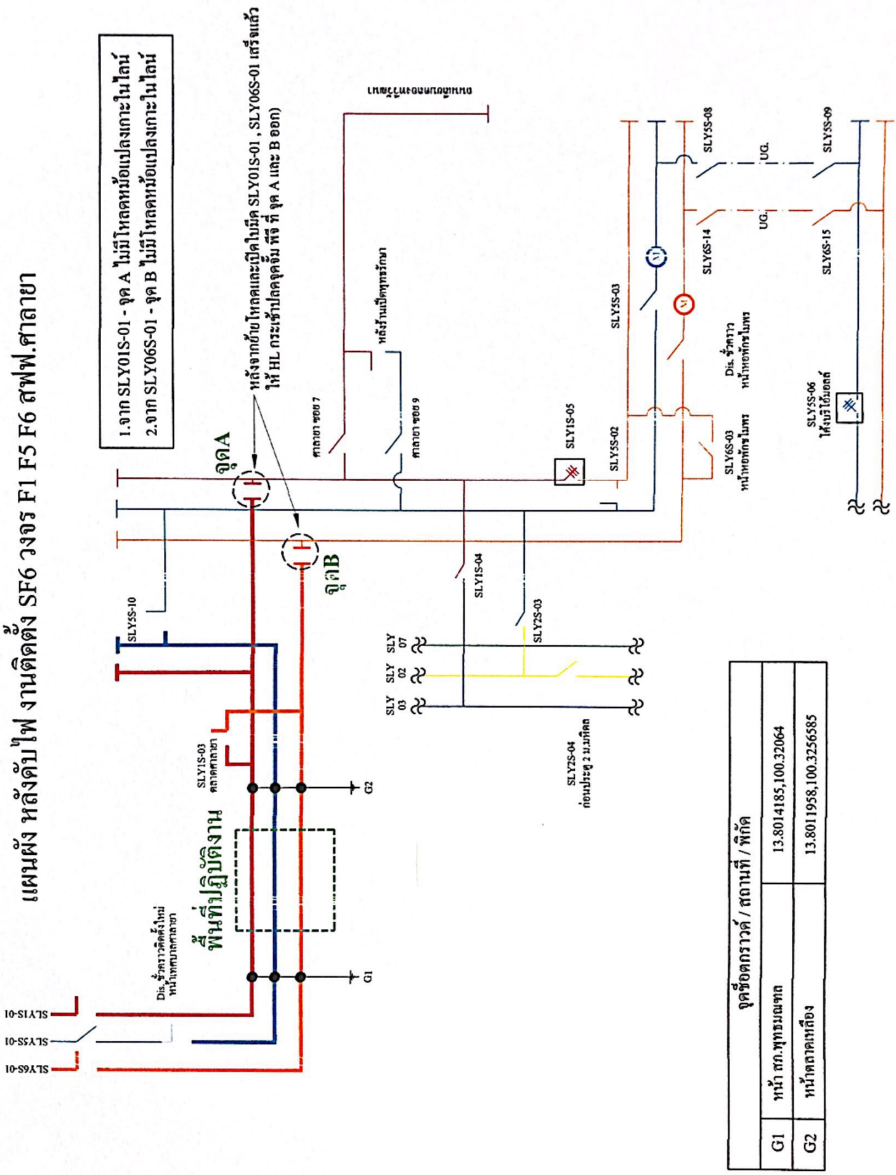 แผนผัง หลังดับไฟ งานติดตั้ง SF6 วงจร F1 F5 F6 สฟฟ.ศาลายา
1.จาก SLY01S-01 - จุด A ไม่มีโหลดหม้อแปลงเกาะในไลน์
2.จาก SLY06S-01 - จุด B ไม่มีโหลดหม้อแปลงเกาะในไลน์
หลังจากย้ายโหลดและเปิดใบมีด SLY01S-01 , SLY06S-01 เสร็จแล้ว
ให้ HL กระเช้าปลดจุดจั๊ม พีจี ที่ จุด A และ B ออก)
SLY1S-01
SLY5S-01
SLY6S-01
Dis. ชั่วคราวติดตั้งใหม่
หน้าเทศบาลศาลายา
พื้นที่ปฏิบัติงาน
G1
G2
SLY1S-03
ตลาดศาลายา
SLY5S-10
จุดA
จุดB
ศาลายา ซอย 7
ศาลายา ซอย 9
หลังร้านเป็ดพุทธรักษา
SLY 03
SLY 02
SLY 07
SLY1S-04
SLY2S-03
SLY2S-04
ก่อนประตู 2 ม.มหิดล
SLY1S-05
SLY5S-02
SLY5S-03
M
M
SLY6S-03
หน้าหอพักชไมพร
Dis. ชั่วคราว
หน้าหอพักชไมพร
SLY5S-08
SLY6S-14
UG.
UG.
SLY5S-09
SLY6S-15
SLY5S-06
จุดช๊อตกราวด์ / สถานที่ / พิกัด
G1 หน้า สภ.พุทธมณฑล 13.8014185,100.32064
G2 หน้าตลาดเหลือง 13.8011958,100.3256585